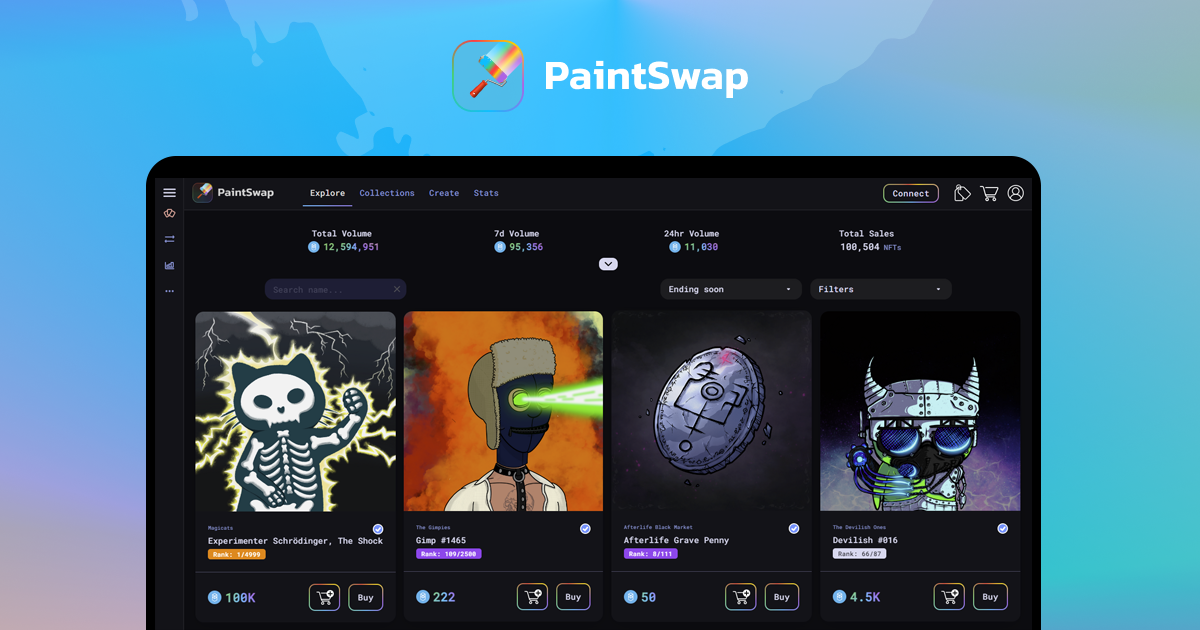 PaintSwap
PaintSwap
Explore
Collections
Create
Stats
Connect
Total Volume
12,594,951
7d Volume
95,356
24hr Volume
11,030
Total Sales
100,504 NFTs
Search name...
Ending soon
Filters
Magicats
Experimenter Schrödinger, The Shock
Rank: 1/4999
100K
Buy
The Gimpies
Gimp #1465
Rank: 109/2500
222
Buy
Afterlife Black Market
Afterlife Grave Penny
Rank: 8/111
50
Buy
The Devilish Ones
Devilish #016
Rank: 66/87
4.5K
Buy